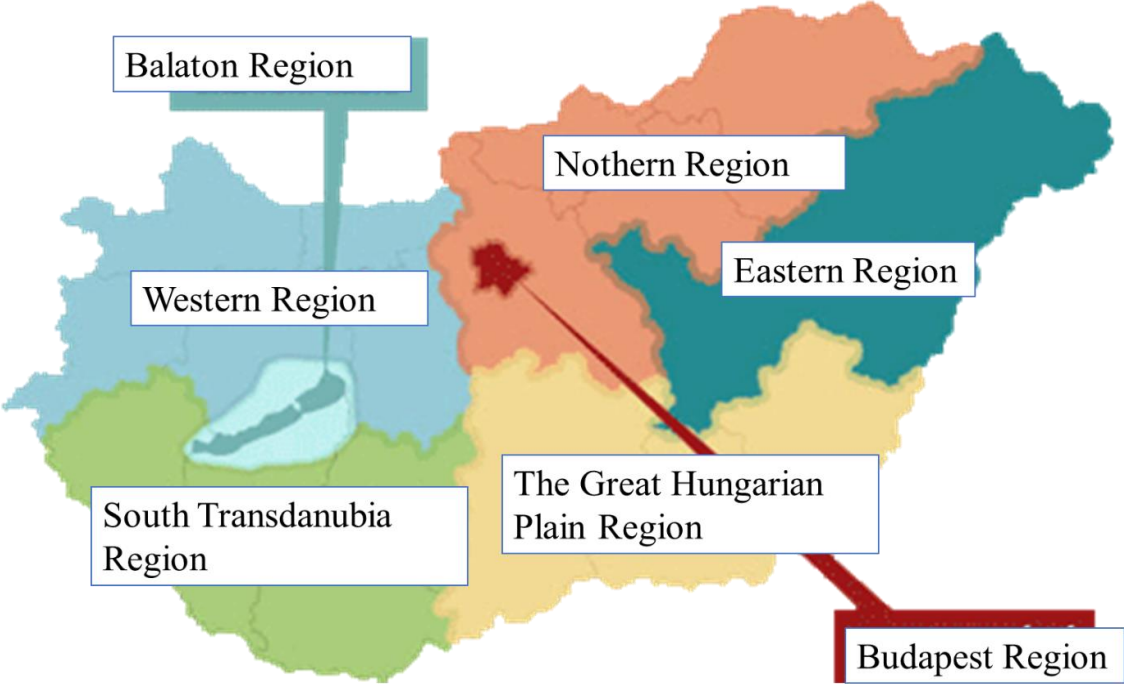 Balaton Region
Nothern Region
Eastern Region
Western Region
The Great Hungarian
Plain Region
South Transdanubia
Region
Budapest Region